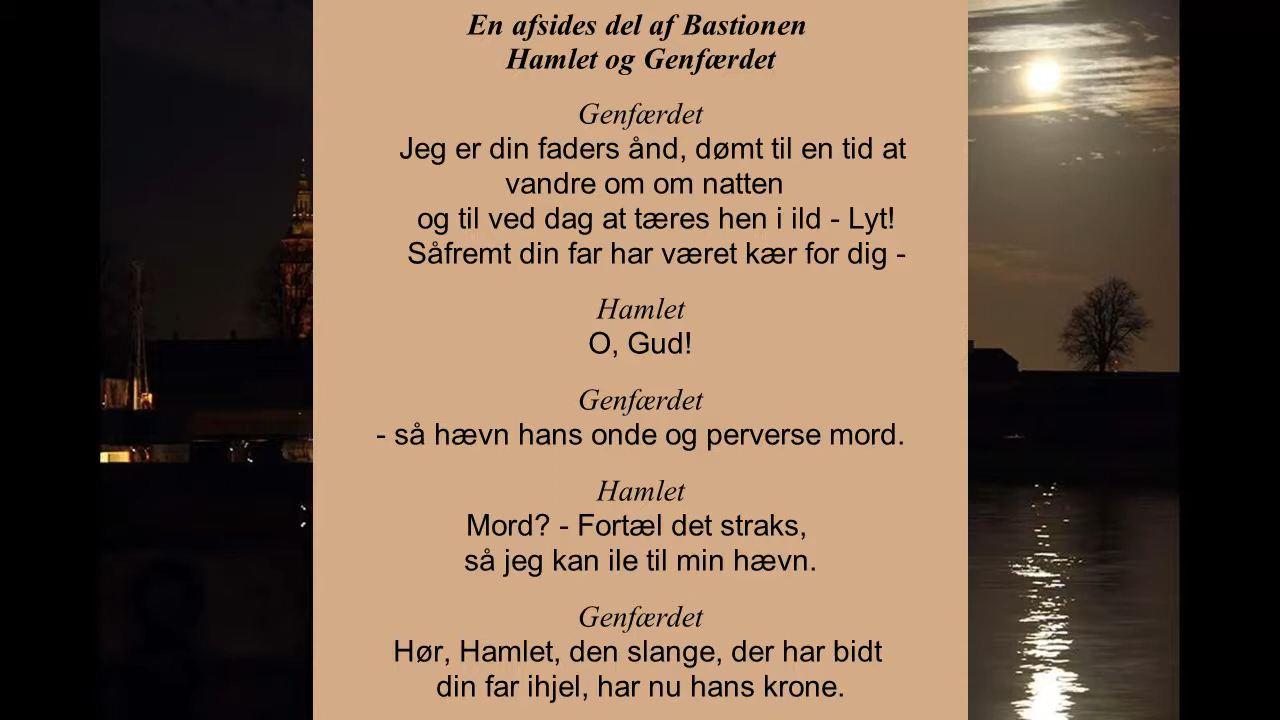 En afsides del af Bastionen
Hamlet og Genfærdet
Genfærdet
Jeg er din faders ånd, dømt til en tid at
vandre om om natten
og til ved dag at tæres hen i ild - Lyt!
Såfremt din far har været kær for dig -
Hamlet
O, Gud!
Genfærdet
- så hævn hans onde og perverse mord.
Hamlet
Mord? - Fortæl det straks,
så jeg kan ile til min hævn.
Genfærdet
Hør, Hamlet, den slange, der har bidt
din far ihjel, har nu hans krone.